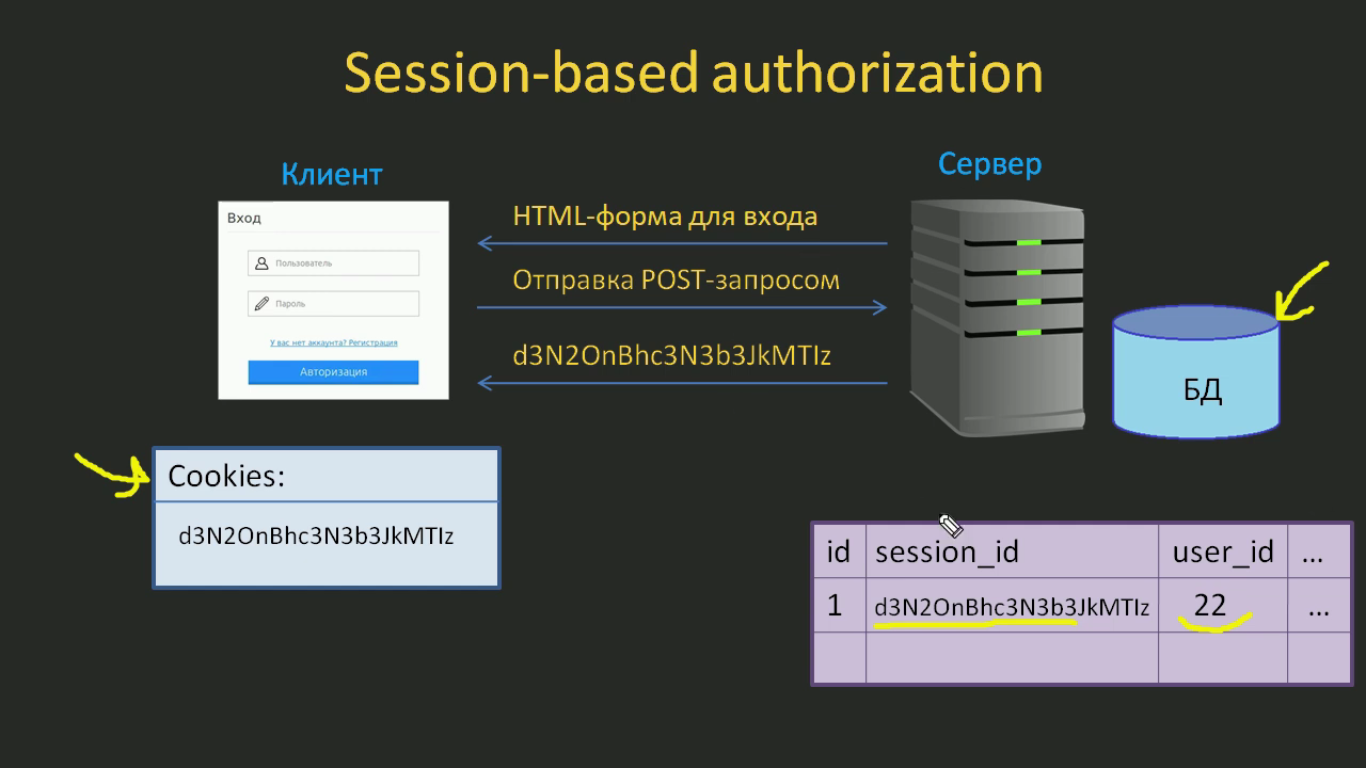 Session-based authorization
Клиент
Сервер
Вход
Пользователь
Пароль
У вас нет аккаунта? Регистрация
Авторизация
HTML-форма для входа
Отправка POST-запросом
d3N2OnBhc3N3b3JkMTIz
БД
Cookies:
d3N2OnBhc3N3b3JkMTIz
id session_id user_id ...
1 d3N2OnBhc3N3b3JkMTIz 22 ...